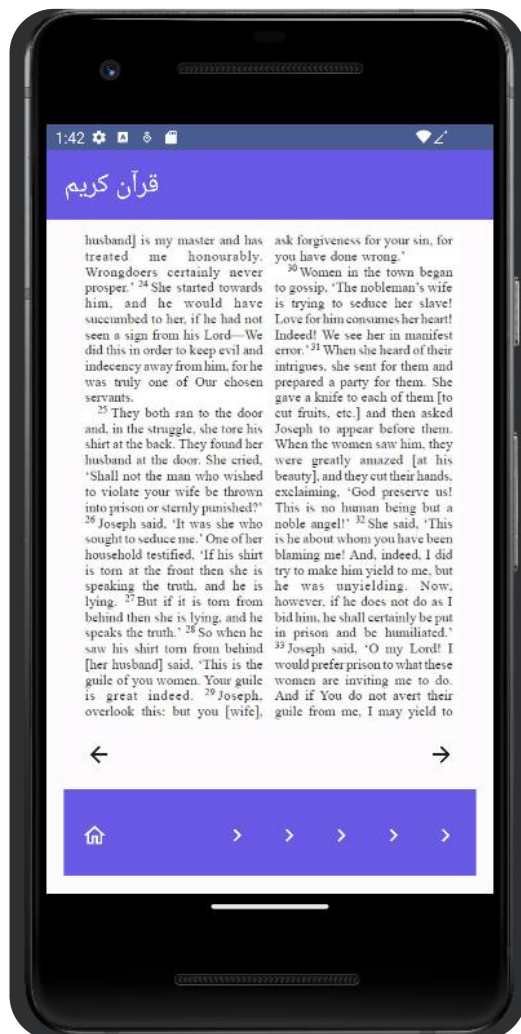 1:42
قرآن كريم
husband] is my master and has
treated me honourably.
Wrongdoers certainly never
prosper.’ 24 She started towards
him, and he would have
succumbed to her, if he had not
seen a sign from his Lord—We
did this in order to keep evil and
indecency away from him, for he
was truly one of Our chosen
servants.
25 They both ran to the door
and, in the struggle, she tore his
shirt at the back. They found her
husband at the door. She cried,
‘Shall not the man who wished
to violate your wife be thrown
into prison or sternly punished?’
26 Joseph said, ‘It was she who
sought to seduce me.’ One of her
household testified, ‘If his shirt
is torn at the front then she is
speaking the truth, and he is
lying. 27 But if it is torn from
behind then she is lying, and he
speaks the truth.’ 28 So when he
saw his shirt torn from behind
[her husband] said, ‘This is the
guile of you women. Your guile
is great indeed. 29 Joseph,
overlook this: but you [wife],
ask forgiveness for your sin, for
you have done wrong.’
30 Women in the town began
to gossip, ‘The nobleman’s wife
is trying to seduce her slave!
Love for him consumes her heart!
Indeed! We see her in manifest
error.’ 31 When she heard of their
intrigues, she sent for them and
prepared a party for them. She
gave a knife to each of them [to
cut fruits, etc.] and then asked
Joseph to appear before them.
When the women saw him, they
were greatly amazed [at his
beauty], and they cut their hands,
exclaiming, ‘God preserve us!
This is no human being but a
noble angel!’ 32 She said, ‘This
is he about whom you have been
blaming me! And, indeed, I did
try to make him yield to me, but
he was unyielding. Now,
however, if he does not do as I
bid him, he shall certainly be put
in prison and be humiliated.’
33 Joseph said, ‘O my Lord! I
would prefer prison to what these
women are inviting me to do.
And if You do not avert their
guile from me, I may yield to